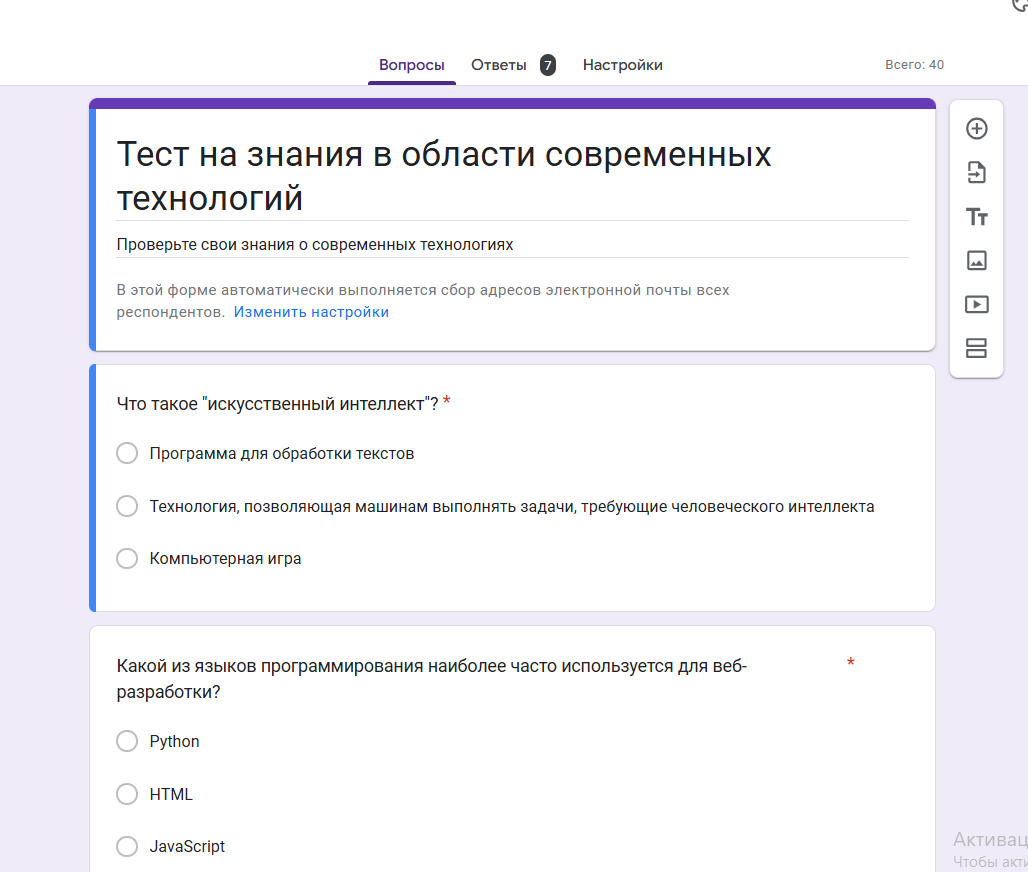 Вопросы Ответы 7 Настройки Всего: 40
Тест на знания в области современных
технологий
Проверьте свои знания о современных технологиях
В этой форме автоматически выполняется сбор адресов электронной почты всех
респондентов. Изменить настройки
Что такое "искусственный интеллект"? *
Программа для обработки текстов
Технология, позволяющая машинам выполнять задачи, требующие человеческого интеллекта
Компьютерная игра
Какой из языков программирования наиболее часто используется для веб- *
разработки?
Python
HTML
JavaScript
Активац
Чтобы акти